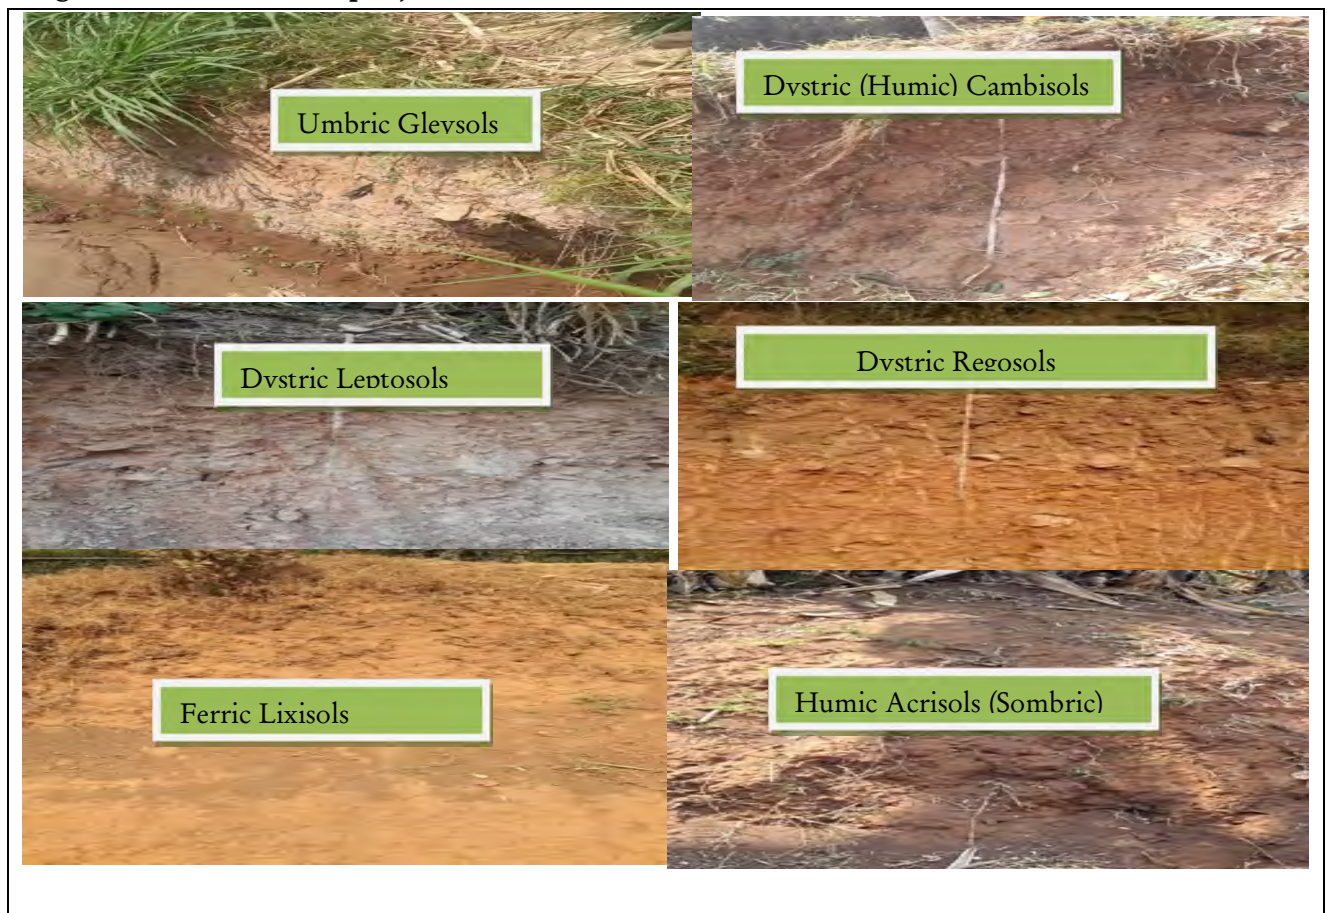 Umbric Gleysols
Dystric (Humic) Cambisols
Dystric Leptosols
Dystric Regosols
Ferric Lixisols
Humic Acrisols (Sombric)